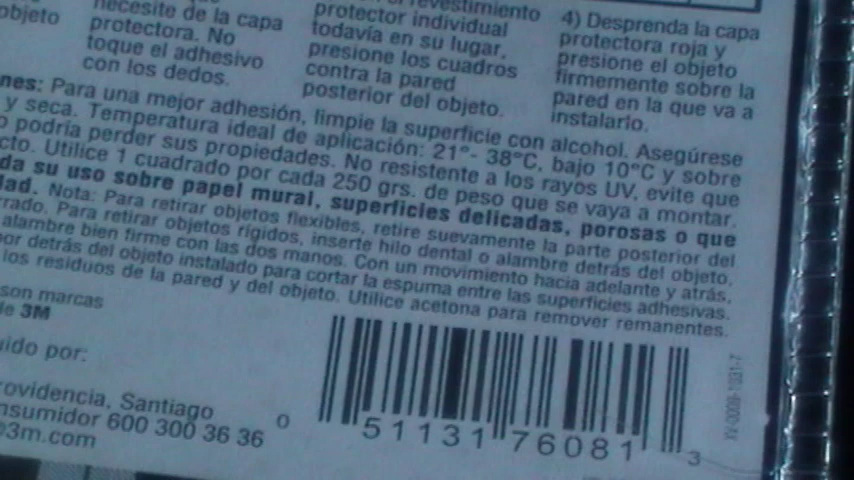 objeto
necesite de la capa
protectora. No
toque el adhesivo
con los dedos.
revestimiento
protector individual
todavía en su lugar,
presione los cuadros
contra la pared
posterior del objeto.
4) Desprenda la capa
protectora roja y
presione el objeto
firmemente sobre la
pared en la que va a
instalarlo.
nes: Para una mejor adhesión, limpie la superficie con alcohol. Asegúrese
y seca. Temperatura ideal de aplicación: 21°- 38°C, bajo 10°C y sobre
o podría perder sus propiedades. No resistente a los rayos UV, evite que
cto. Utilice 1 cuadrado por cada 250 grs. de peso que se vaya a montar.
da su uso sobre papel mural, superficies delicadas, porosas o que
dad. Nota: Para retirar objetos flexibles, retire suevamente la parte posterior del
rrado. Para retirar objetos rígidos, inserte hilo dental o alambre detrás del objeto,
alambre bien firme con las dos manos. Con un movimiento hacia adelante y atrás,
por detrás del objeto instalado para cortar la espuma entre las superficies adhesivas.
los residuos de la pared y del objeto. Utilice acetona para remover remanentes.
son marcas
de 3M
uido por:
rovidencia, Santiago
nsumidor 600 300 36 36
@3m.com
0 51131 76081 3